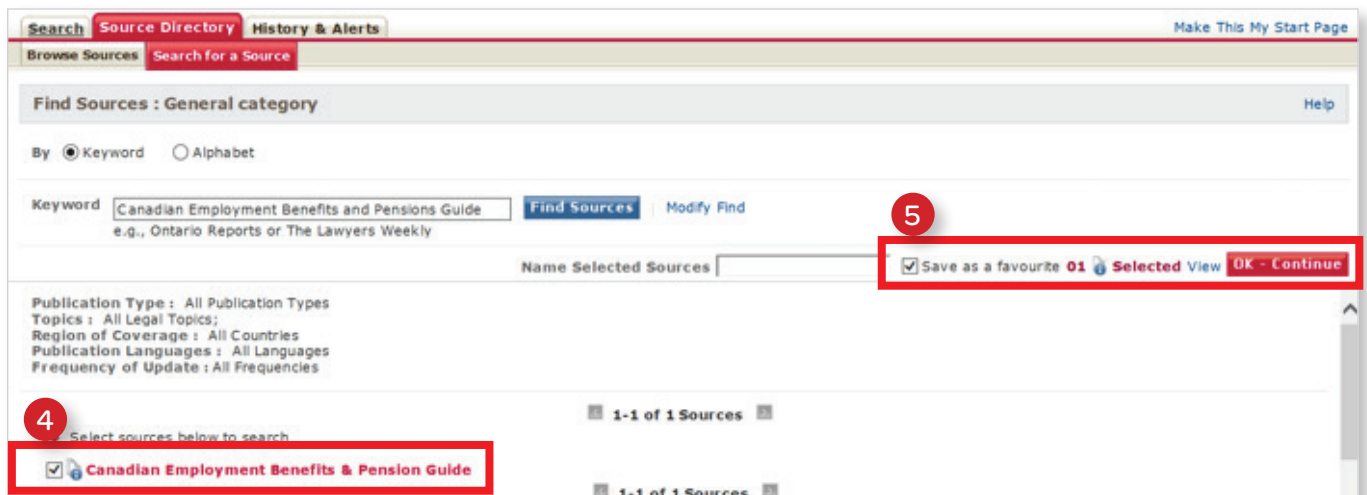 Search Source Directory History & Alerts Make This My Start Page
Browse Sources Search for a Source
Find Sources : General category Help
By Keyword Alphabet
Keyword Canadian Employment Benefits and Pensions Guide Find Sources Modify Find
e.g., Ontario Reports or The Lawyers Weekly
5
Name Selected Sources Save as a favourite 01 Selected View OK - Continue
Publication Type : All Publication Types
Topics : All Legal Topics;
Region of Coverage : All Countries
Publication Languages : All Languages
Frequency of Update : All Frequencies
4
1-1 of 1 Sources
Select sources below to search
Canadian Employment Benefits & Pension Guide
1-1 of 1 Sources